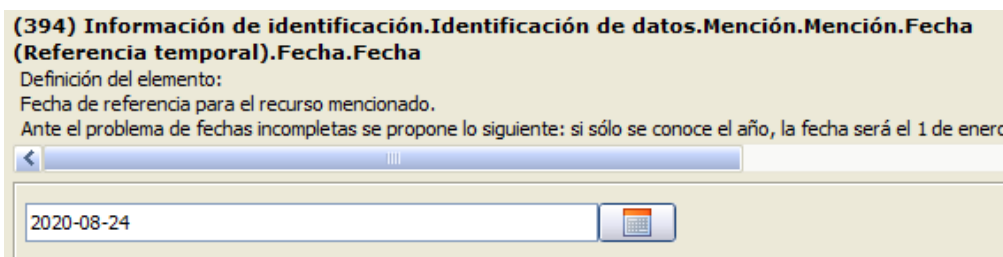 (394) Información de identificación.Identificación de datos.Mención.Mención.Fecha
(Referencia temporal).Fecha.Fecha
Definición del elemento:
Fecha de referencia para el recurso mencionado.
Ante el problema de fechas incompletas se propone lo siguiente: si sólo se conoce el año, la fecha será el 1 de enero
2020-08-24